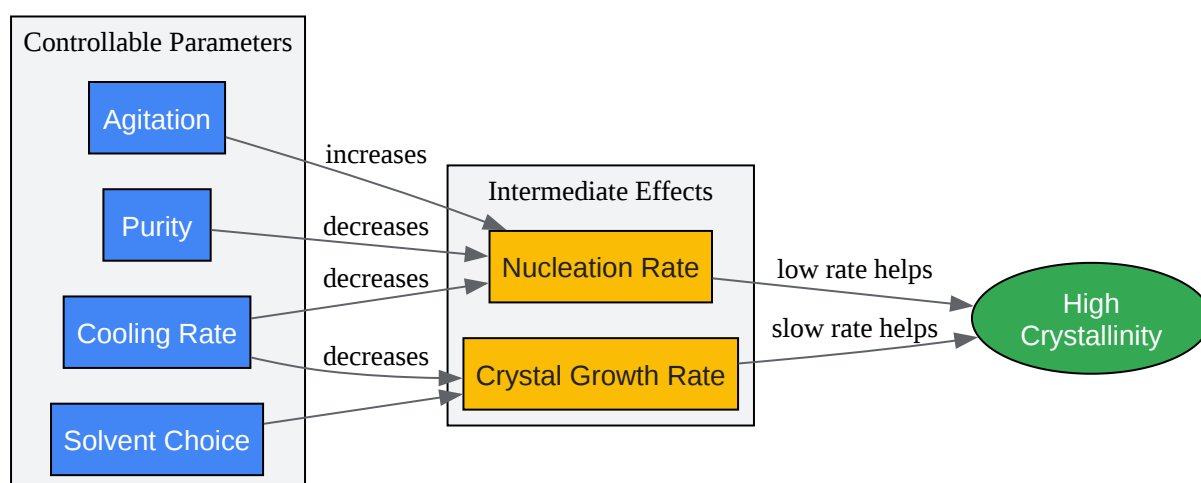 Controllable Parameters
Agitation
Purity
Cooling Rate
Solvent Choice
increases
decreases
decreases
decreases
Intermediate Effects
Nucleation Rate
Crystal Growth Rate
low rate helps
slow rate helps
High
Crystallinity